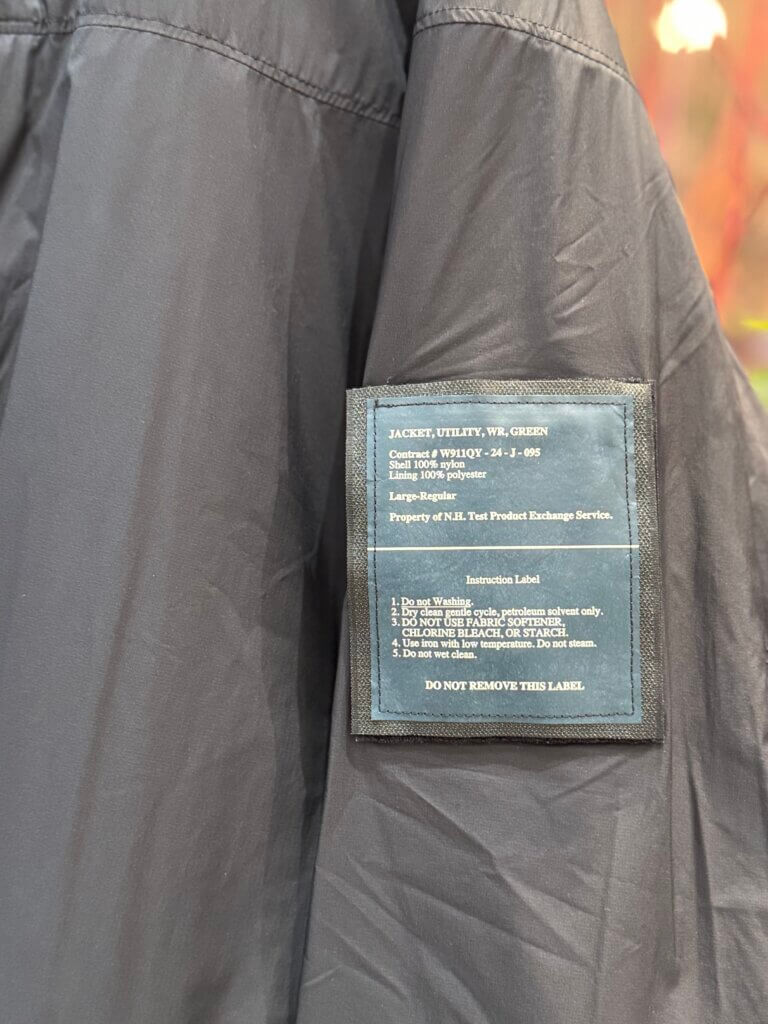 JACKET, UTILITY, WR, GREEN
Contract # W911QY - 24 - J - 095
Shell 100% nylon
Lining 100% polyester
Large-Regular
Property of N.H. Test Product Exchange Service.
Instruction Label
1. Do not Washing.
2. Dry clean gentle cycle, petroleum solvent only.
3. DO NOT USE FABRIC SOFTENER,
CHLORINE BLEACH, OR STARCH.
4. Use iron with low temperature. Do not steam.
5. Do not wet clean.
DO NOT REMOVE THIS LABEL